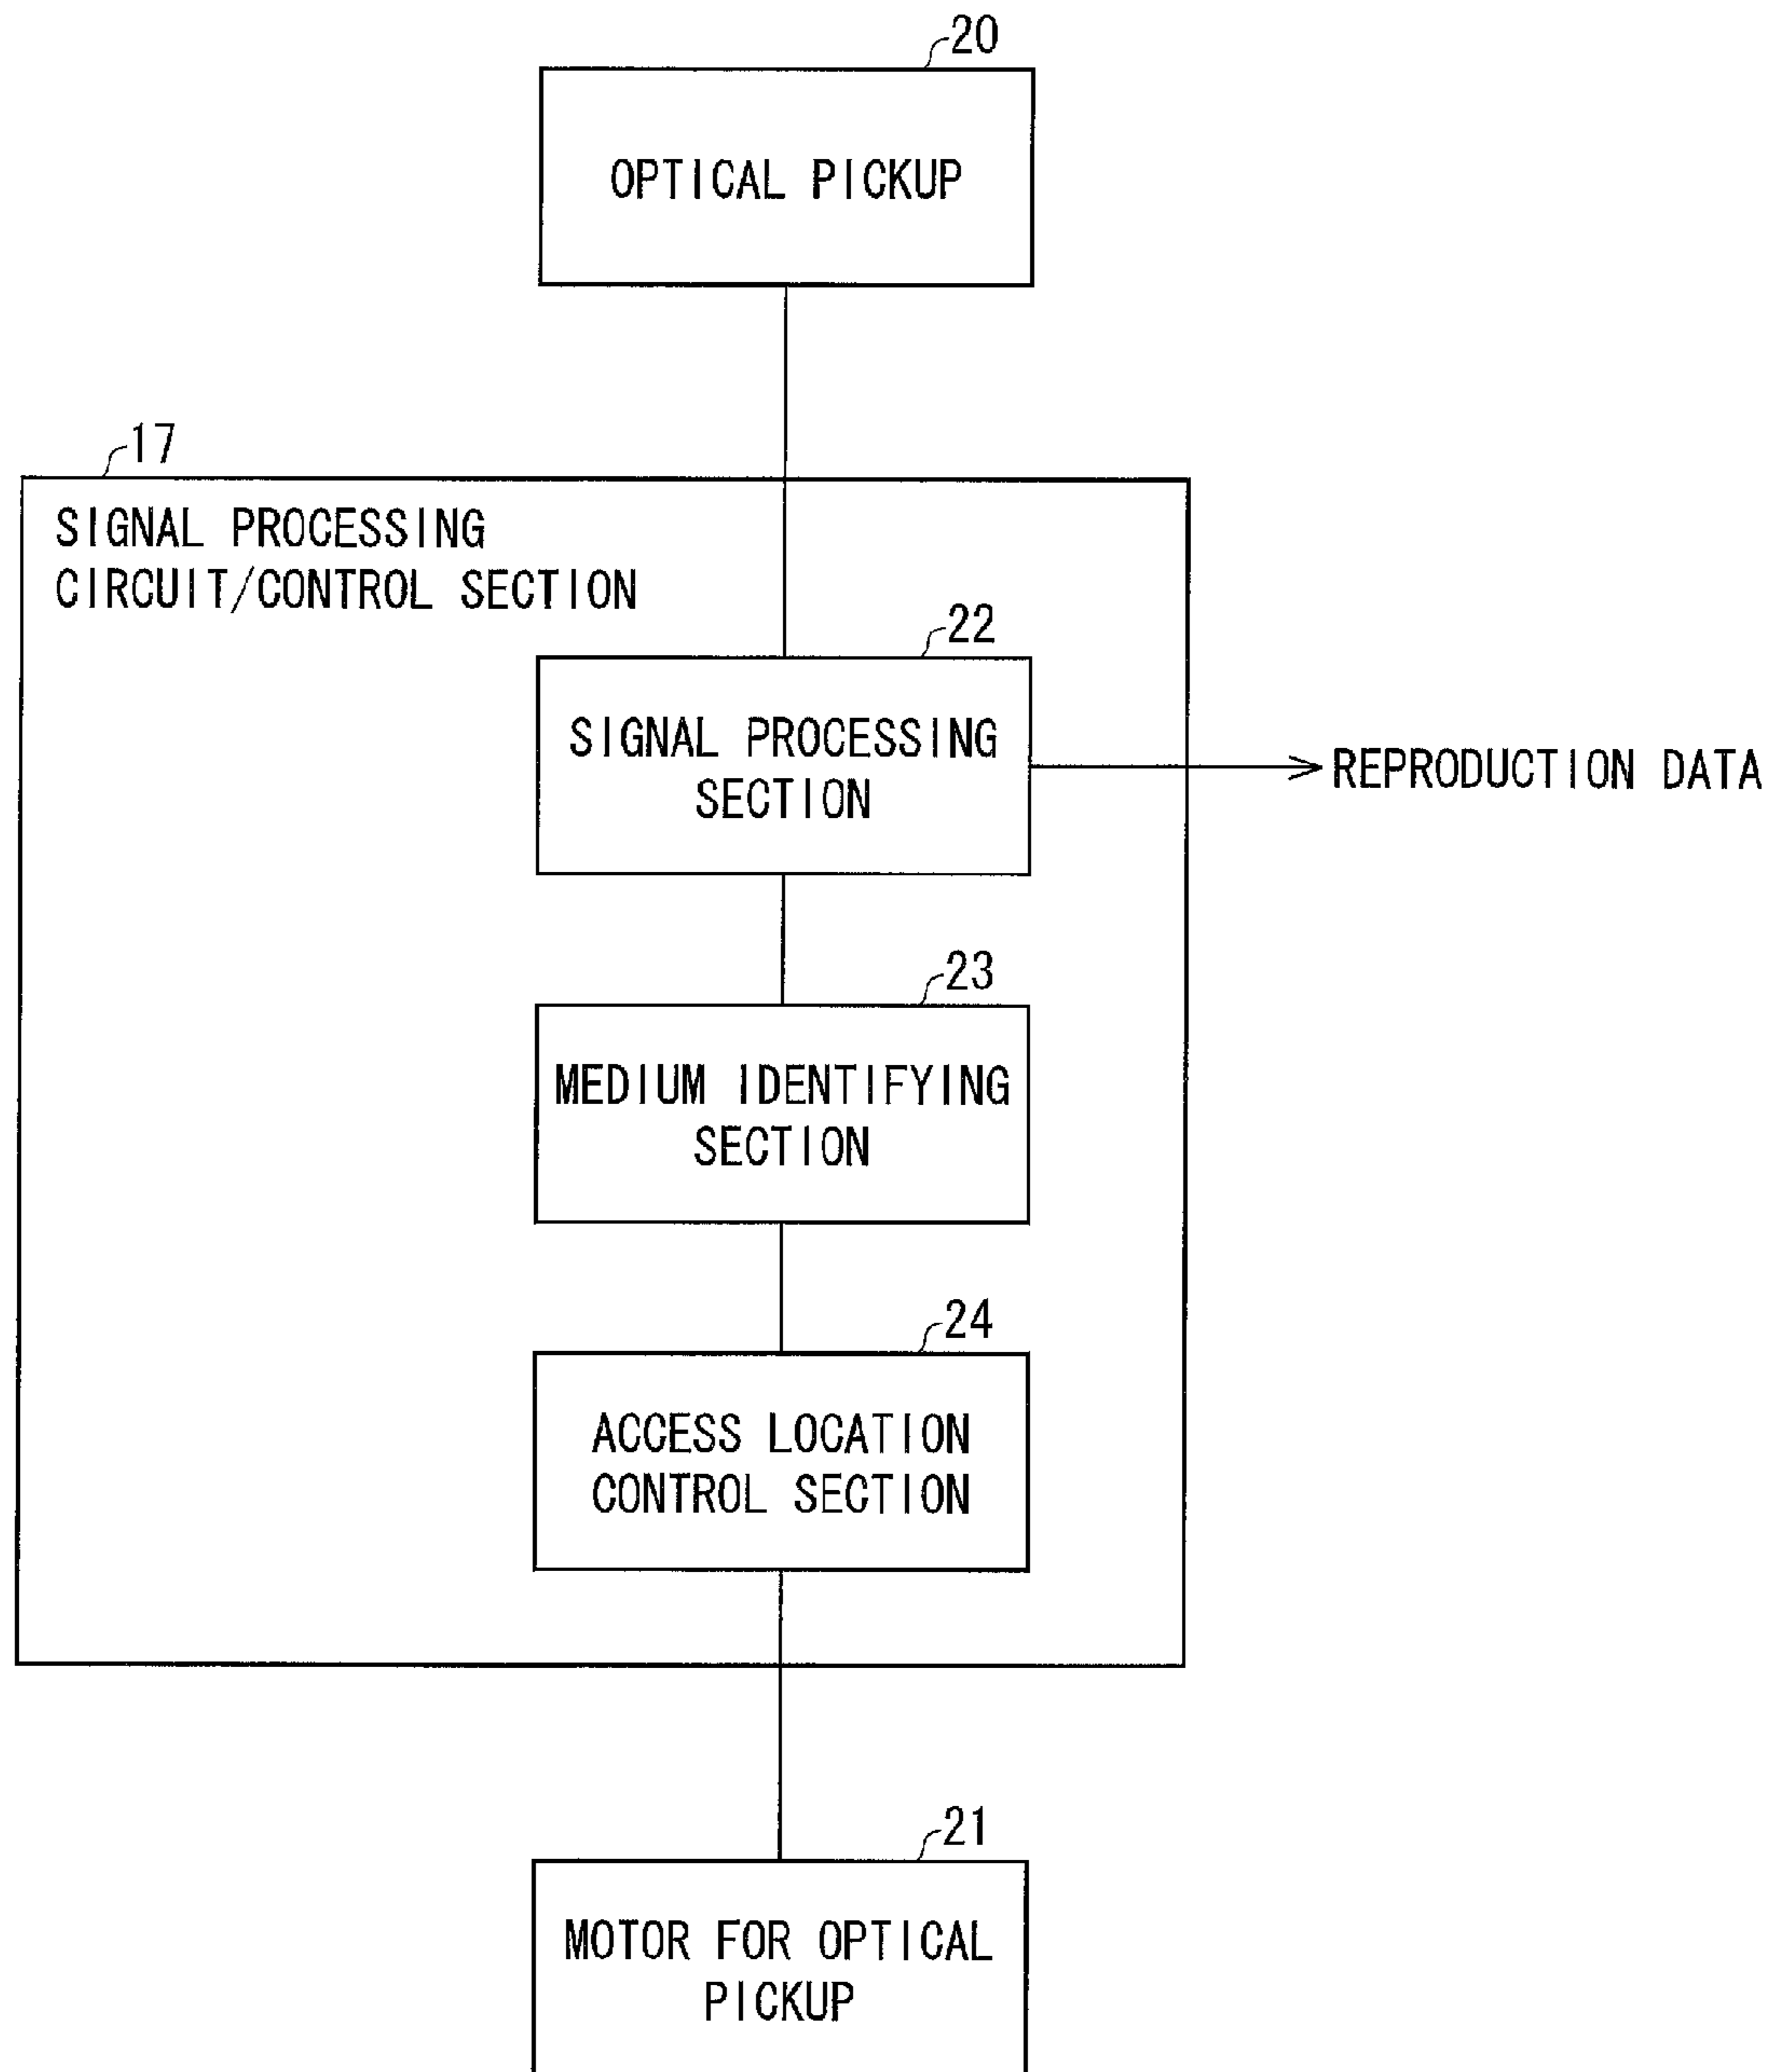 20
OPTICAL PICKUP
17
SIGNAL PROCESSING
CIRCUIT/CONTROL SECTION
22
SIGNAL PROCESSING
SECTION
REPRODUCTION DATA
23
MEDIUM IDENTIFYING
SECTION
24
ACCESS LOCATION
CONTROL SECTION
21
MOTOR FOR OPTICAL
PICKUP